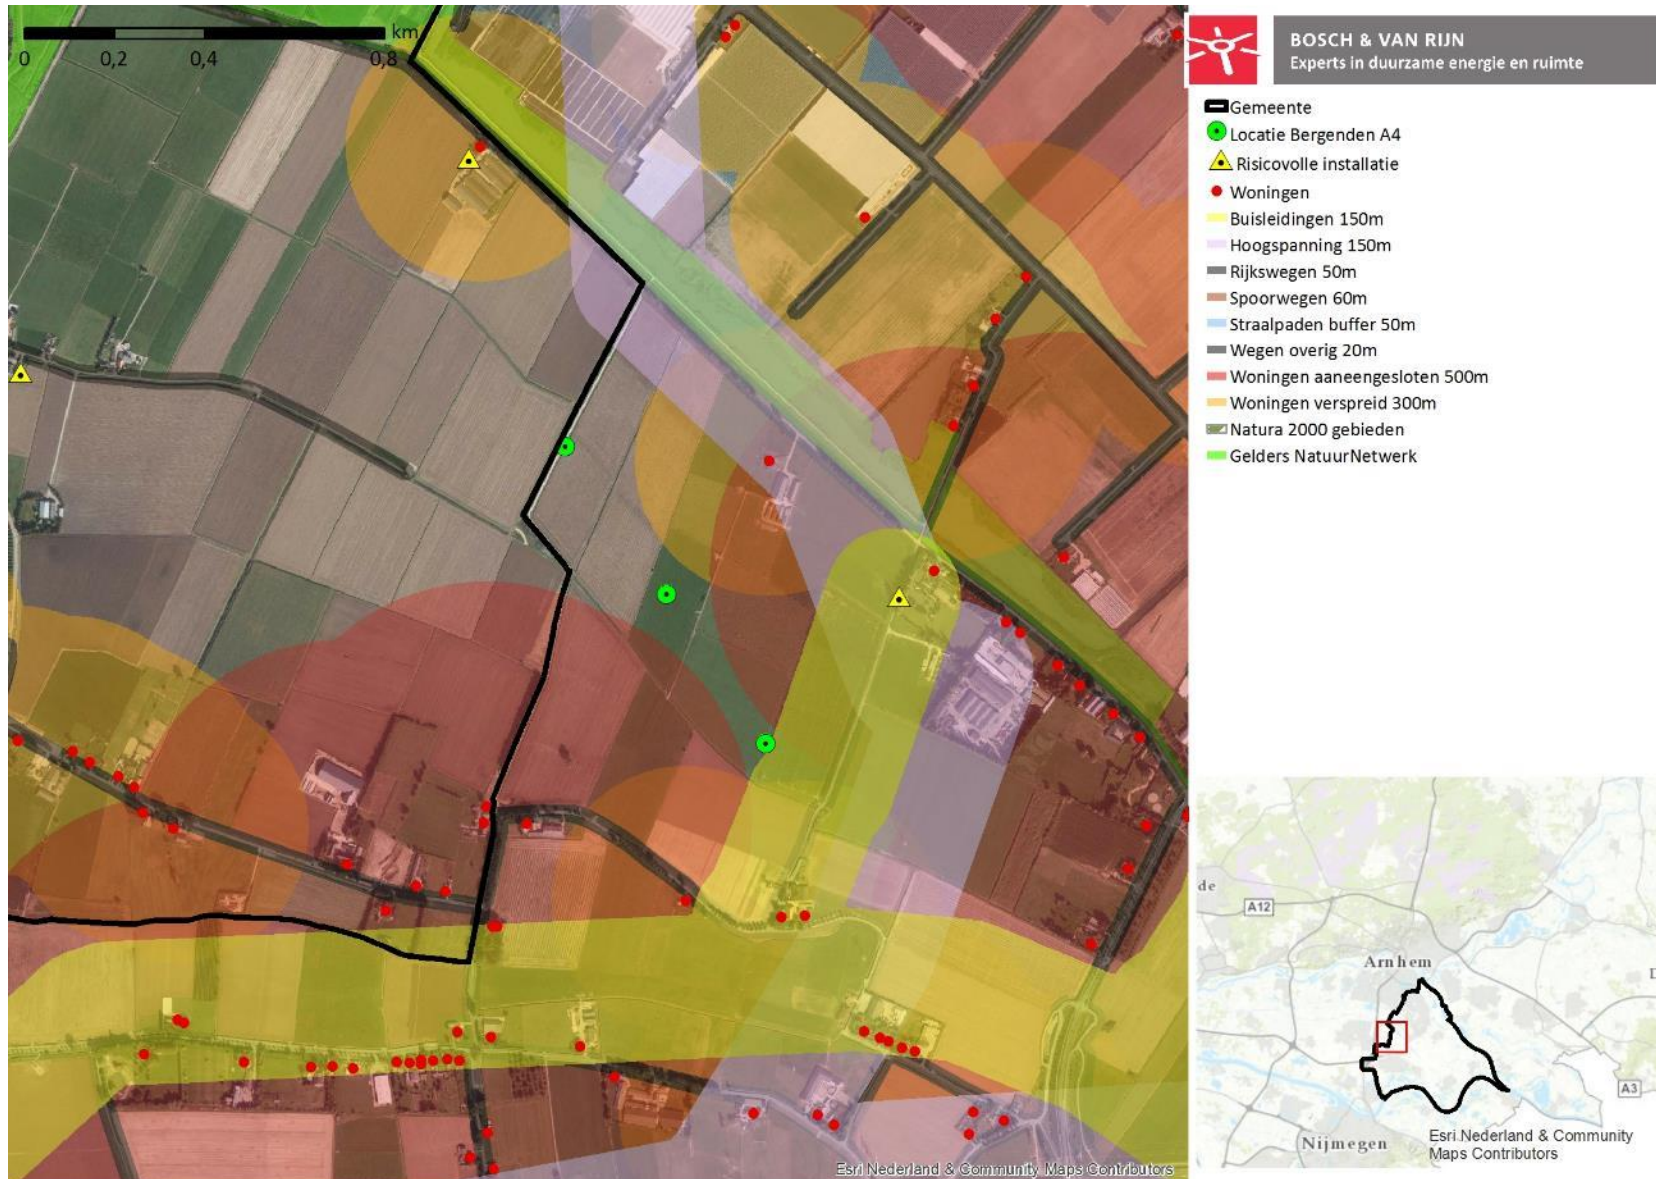 km
0
0,2
0,4
0,8
BOSCH & VAN RIJN
Experts in duurzame energie en ruimte
Gemeente
Locatie Bergenden A4
Risicovolle installatie
Woningen
Buisleidingen 150m
Hoogspanning 150m
Rijkswegen 50m
Spoorwegen 60m
Straalpaden buffer 50m
Wegen overig 20m
Woningen aaneengesloten 500m
Woningen verspreid 300m
Natura 2000 gebieden
Gelders NatuurNetwerk
de
A12
Arnhem
D
A3
Nijmegen
Esri Nederland & Community
Maps Contributors
Esri Nederland & Community Maps Contributors